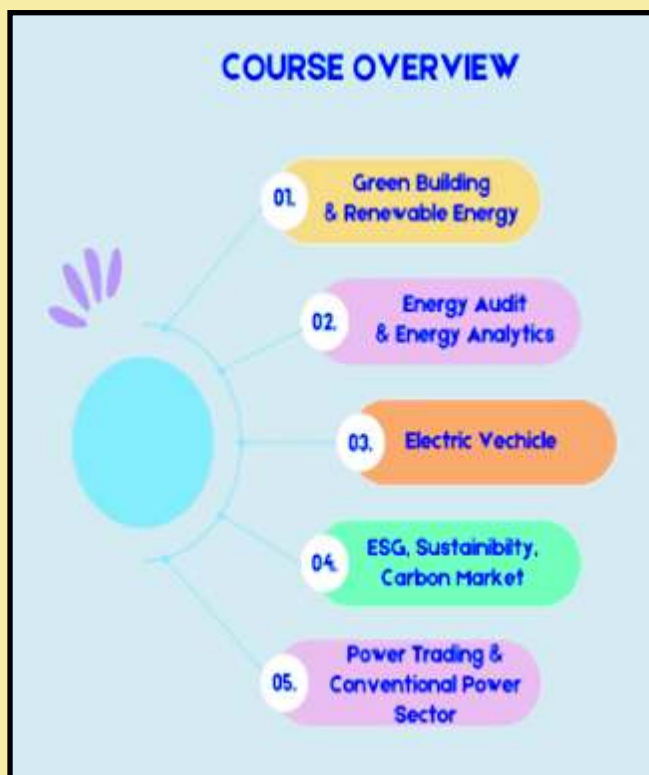 COURSE OVERVIEW
01.
Green Building
& Renewable Energy
02.
Energy Audit
& Energy Analytics
03.
Electric Vechicle
04.
ESG, Sustainibilty,
Carbon Market
05.
Power Trading &
Conventional Power
Sector